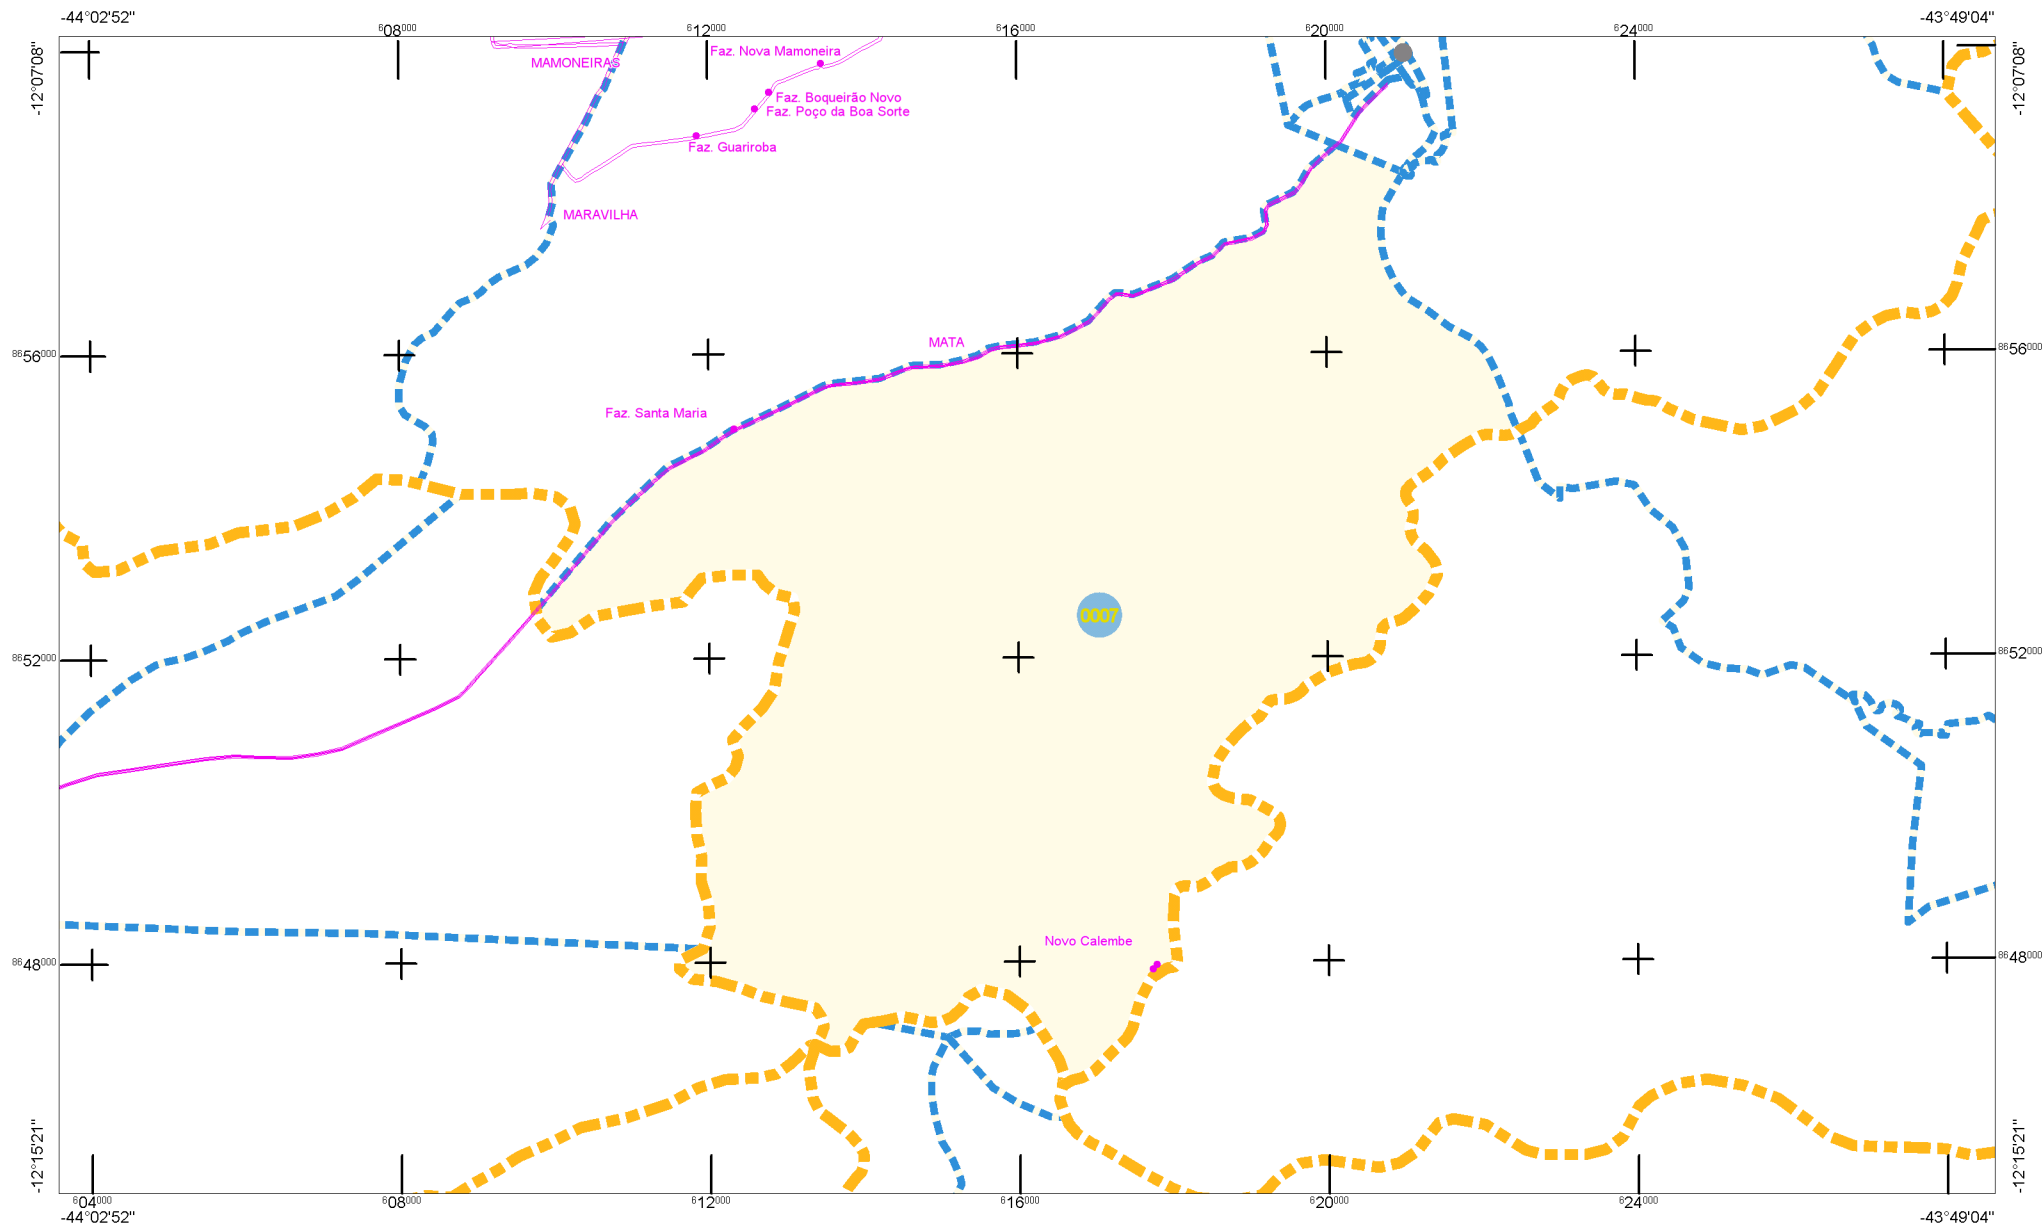 -44°02'52" -43°49'04"
608000 612000 616000 620000 624000
-12°07'08" -12°07'08"
Faz. Nova Mamoneira
MAMONEIRAS
Faz. Boqueirão Novo
Faz. Poço da Boa Sorte
Faz. Guariroba
MARAVILHA
MATA
8656000 8656000
Faz. Santa Maria
0007
8652000 8652000
Novo Calembe
8648000 8648000
-12°15'21" -12°15'21"
604000 608000 612000 616000 620000 624000
-44°02'52" -43°49'04"